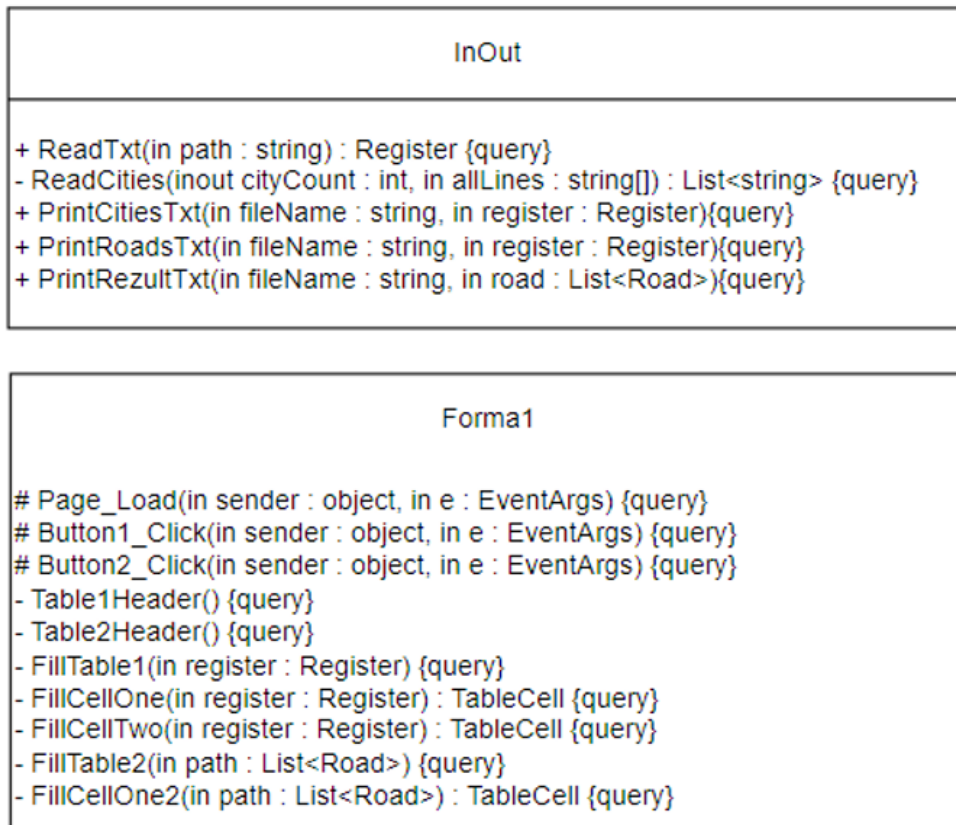 InOut
+ ReadTxt(in path : string) : Register {query}
- ReadCities(inout cityCount : int, in allLines : string[]) : List<string> {query}
+ PrintCitiesTxt(in fileName : string, in register : Register){query}
+ PrintRoadsTxt(in fileName : string, in register : Register){query}
+ PrintRezultTxt(in fileName : string, in road : List<Road>){query}
Forma1
# Page_Load(in sender : object, in e : EventArgs) {query}
# Button1_Click(in sender : object, in e : EventArgs) {query}
# Button2_Click(in sender : object, in e : EventArgs) {query}
- Table1Header() {query}
- Table2Header() {query}
- FillTable1(in register : Register) {query}
- FillCellOne(in register : Register) : TableCell {query}
- FillCellTwo(in register : Register) : TableCell {query}
- FillTable2(in path : List<Road>) {query}
- FillCellOne2(in path : List<Road>) : TableCell {query}